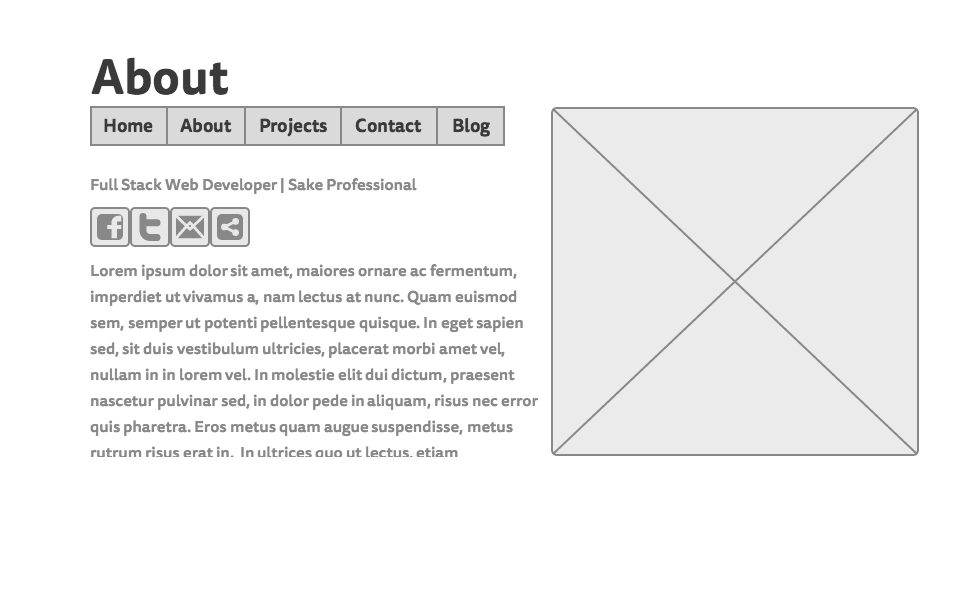 About
Home About Projects Contact Blog
Full Stack Web Developer | Sake Professional
Lorem ipsum dolor sit amet, maiores ornare ac fermentum,
imperdiet ut vivamus a, nam lectus at nunc. Quam euismod
sem, semper ut potenti pellentesque quisque. In eget sapien
sed, sit duis vestibulum ultricies, placerat morbi amet vel,
nullam in in lorem vel. In molestie elit dui dictum, praesent
nascetur pulvinar sed, in dolor pede in aliquam, risus nec error
quis pharetra. Eros metus quam augue suspendisse, metus
rutrum risus erat in. In ultrices quo ut lectus, etiam